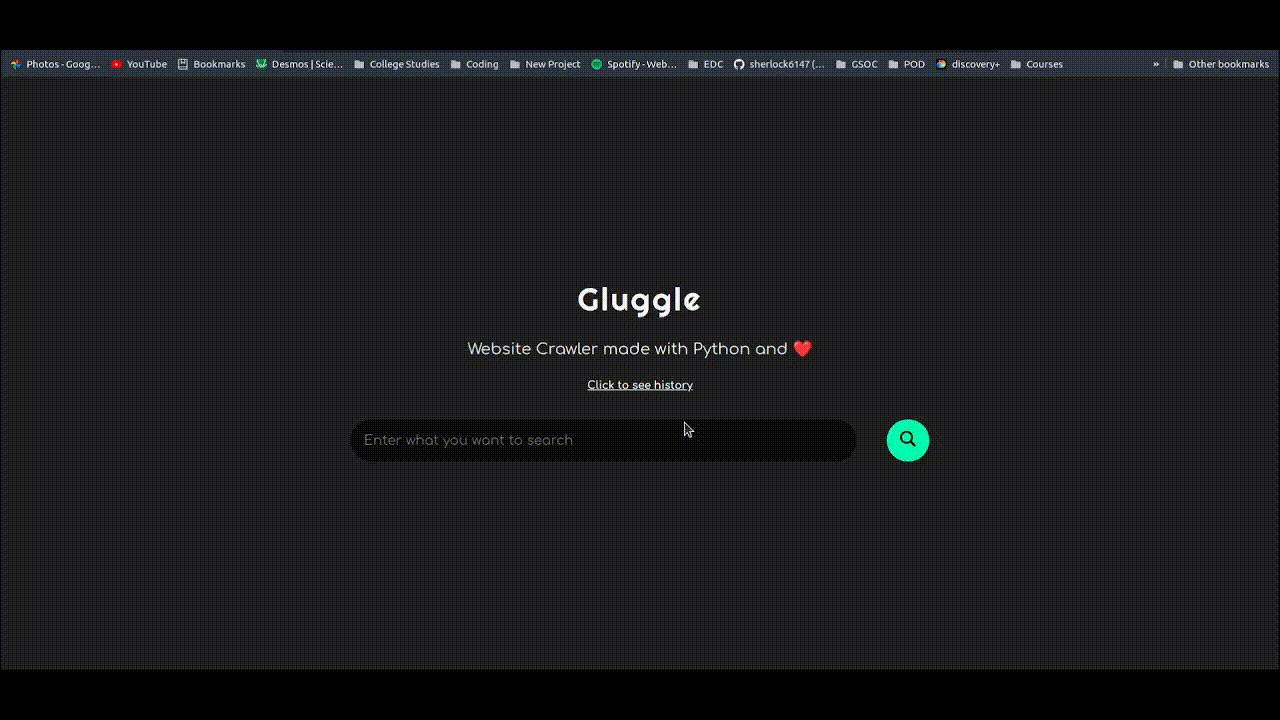 Photos - Goog... YouTube Bookmarks Desmos | Scie... College Studies Coding New Project Spotify - Web... EDC sherlock6147 (... GSOC POD discovery+ Courses » Other bookmarks
Gluggle
Website Crawler made with Python and ❤️
Click to see history
Enter what you want to search